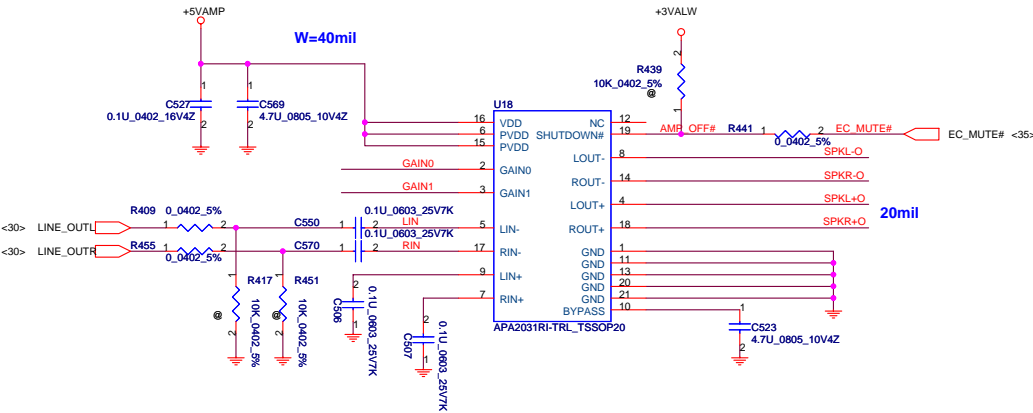 +5VAMP
+3VALW
W=40mil
R439
10K_0402_5%
@
1
2
C527
0.1U_0402_16V4Z
1
2
C569
4.7U_0805_10V4Z
1
2
U18
16 VDD
6 PVDD
15 PVDD
2 GAIN0
3 GAIN1
5 LIN-
17 RIN-
9 LIN+
7 RIN+
NC 12
SHUTDOWN# 19
LOUT- 8
ROUT- 14
LOUT+ 4
ROUT+ 18
GND 1
GND 11
GND 13
GND 20
GND 21
BYPASS 10
APA2031RI-TRL_TSSOP20
AMP_OFF#
R441
1 2
0_0402_5%
EC_MUTE#
EC_MUTE# <35>
SPKL-O
SPKR-O
SPKL+O
SPKR+O
20mil
GAIN0
GAIN1
<30> LINE_OUTL
R409
0_0402_5%
1 2
C550
0.1U_0603_25V7K
1 2
LIN
<30> LINE_OUTR
R455
0_0402_5%
1 2
C570
0.1U_0603_25V7K
1 2
RIN
R417
10K_0402_5%
@
1
2
R451
10K_0402_5%
@
1
2
C506
0.1U_0603_25V7K
2
1
C507
0.1U_0603_25V7K
2
1
C523
4.7U_0805_10V4Z
1
2